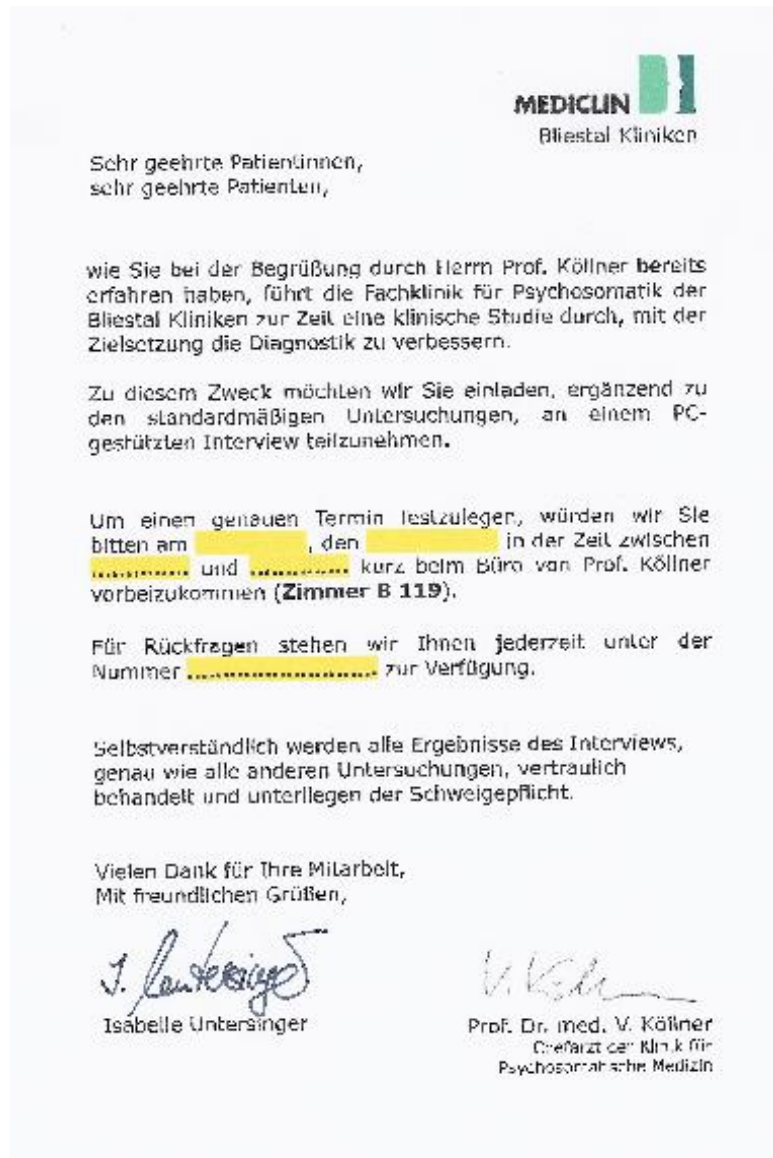 MEDICLIN
Bliestal Kliniken
Sehr geehrte Patientinnen,
sehr geehrte Patienten,
wie Sie bei der Begrüßung durch Herrn Prof. Köllner bereits
erfahren haben, führt die Fachklinik für Psychosomatik der
Bliestal Kliniken zur Zeit eine klinische Studie durch, mit der
Zielsetzung die Diagnostik zu verbessern.
Zu diesem Zweck möchten wir Sie einladen, ergänzend zu
den standardmäßigen Untersuchungen, an einem PC-
gestützten Interview teilzunehmen.
Um einen genauen Termin festzulegen, würden wir Sie
bitten am , den in der Zeit zwischen
.............. und .............. kurz beim Büro von Prof. Köllner
vorbeizukommen (Zimmer B 119).
Für Rückfragen stehen wir Ihnen jederzeit unter der
Nummer ........................... zur Verfügung.
Selbstverständlich werden alle Ergebnisse des Interviews,
genau wie alle anderen Untersuchungen, vertraulich
behandelt und unterliegen der Schweigepflicht.
Vielen Dank für Ihre Mitarbeit,
Mit freundlichen Grüßen,
I. Untersinger V. Köllner
Isabelle Untersinger Prof. Dr. med. V. Köllner
Chefarzt der Klinik für
Psychosomatische Medizin